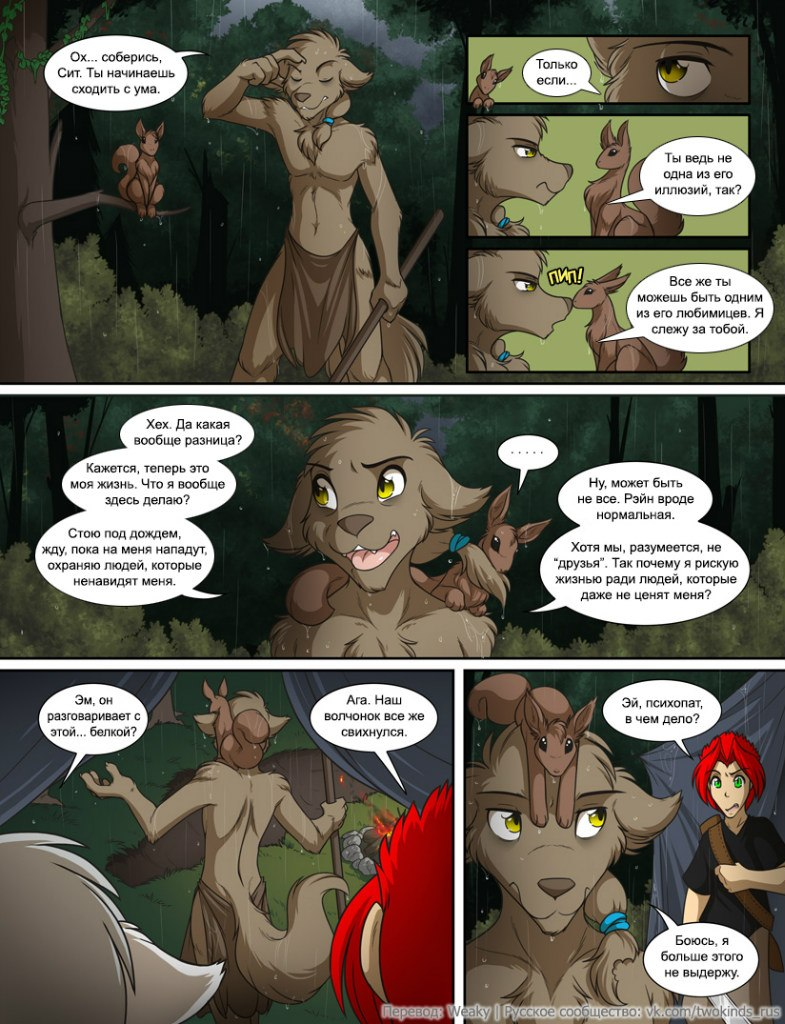 Ох... соберись,
Сит. Ты начинаешь
сходить с ума.
Только
если...
Ты ведь не
одна из его
иллюзий, так?
ПИП!
Все же ты
можешь быть одним
из его любимицев. Я
слежу за тобой.
Хех. Да какая
вообще разница?
Кажется, теперь это
моя жизнь. Что я вообще
здесь делаю?
Стою под дождем,
жду, пока на меня нападут,
охраняю людей, которые
ненавидят меня.
. . . . .
Ну, может быть
не все. Рэйн вроде
нормальная.
Хотя мы, разумеется, не
“друзья”. Так почему я рискую
жизнью ради людей, которые
даже не ценят меня?
Эм, он
разговаривает с
этой... белкой?
Ага. Наш
волчонок все же
свихнулся.
Эй, психопат,
в чем дело?
Боюсь, я
больше этого
не выдержу.
Перевод: Weaky | Русское сообщество: vk.com/twokinds_rus